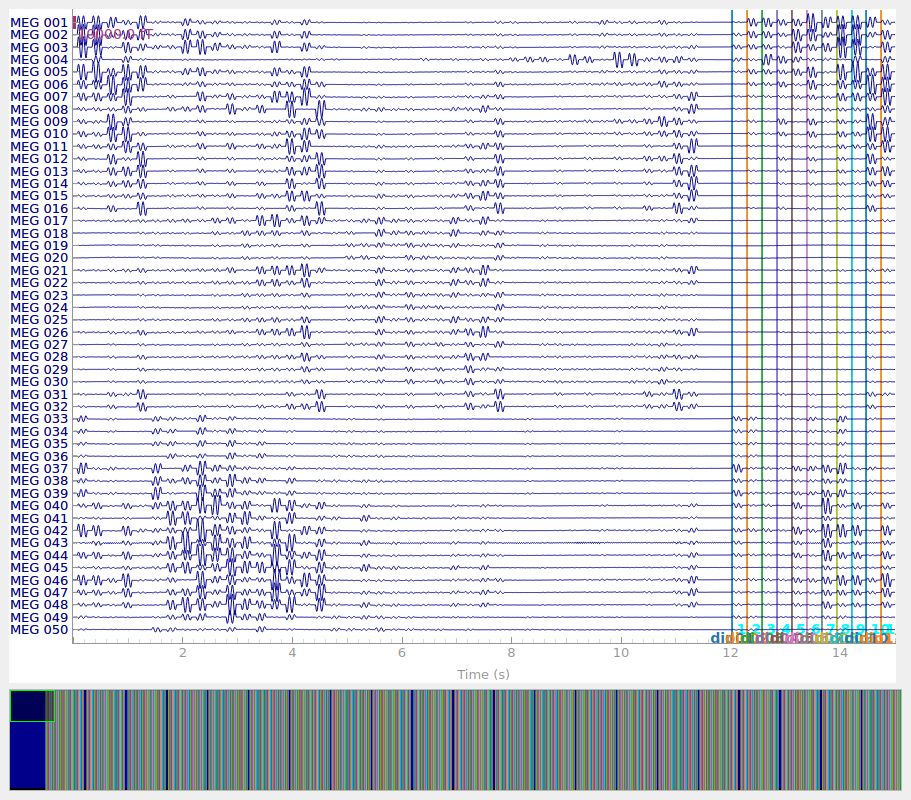 MEG 001
MEG 002
MEG 003
MEG 004
MEG 005
MEG 006
MEG 007
MEG 008
MEG 009
MEG 010
MEG 011
MEG 012
MEG 013
MEG 014
MEG 015
MEG 016
MEG 017
MEG 018
MEG 019
MEG 020
MEG 021
MEG 022
MEG 023
MEG 024
MEG 025
MEG 026
MEG 027
MEG 028
MEG 029
MEG 030
MEG 031
MEG 032
MEG 033
MEG 034
MEG 035
MEG 036
MEG 037
MEG 038
MEG 039
MEG 040
MEG 041
MEG 042
MEG 043
MEG 044
MEG 045
MEG 046
MEG 047
MEG 048
MEG 049
MEG 050
1 2 3 4 5 6 7 8 9
2 4 6 8 10 12 14
Time (s)